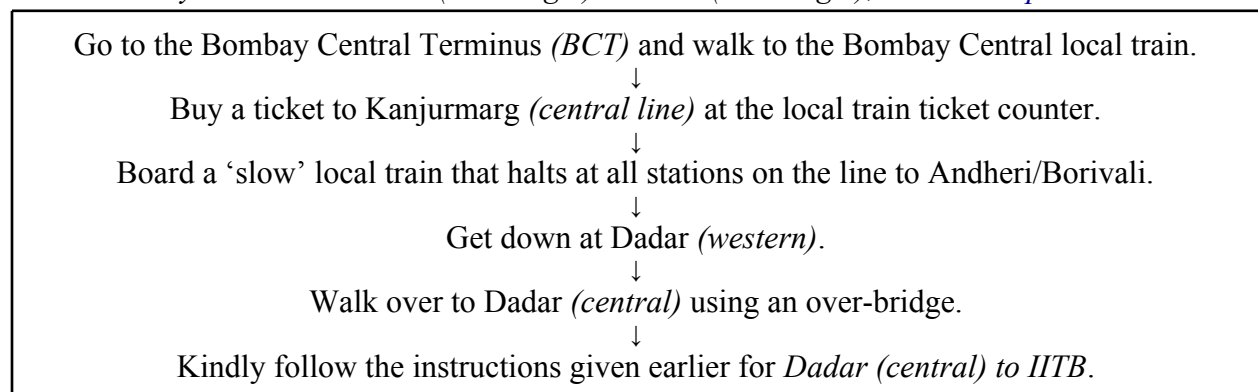 Go to the Bombay Central Terminus (BCT) and walk to the Bombay Central local train.
↓
Buy a ticket to Kanjurmarg (central line) at the local train ticket counter.
↓
Board a ‘slow’ local train that halts at all stations on the line to Andheri/Borivali.
↓
Get down at Dadar (western).
↓
Walk over to Dadar (central) using an over-bridge.
↓
Kindly follow the instructions given earlier for Dadar (central) to IITB.